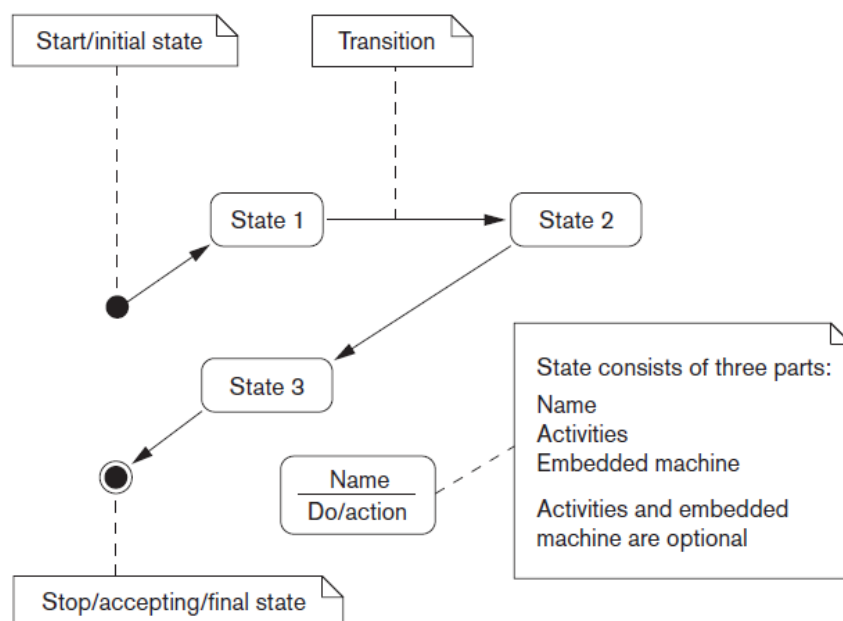 Start/initial state
Transition
State 1
State 2
State 3
State consists of three parts:
Name
Activities
Embedded machine
Activities and embedded
machine are optional
Name
Do/action
Stop/accepting/final state